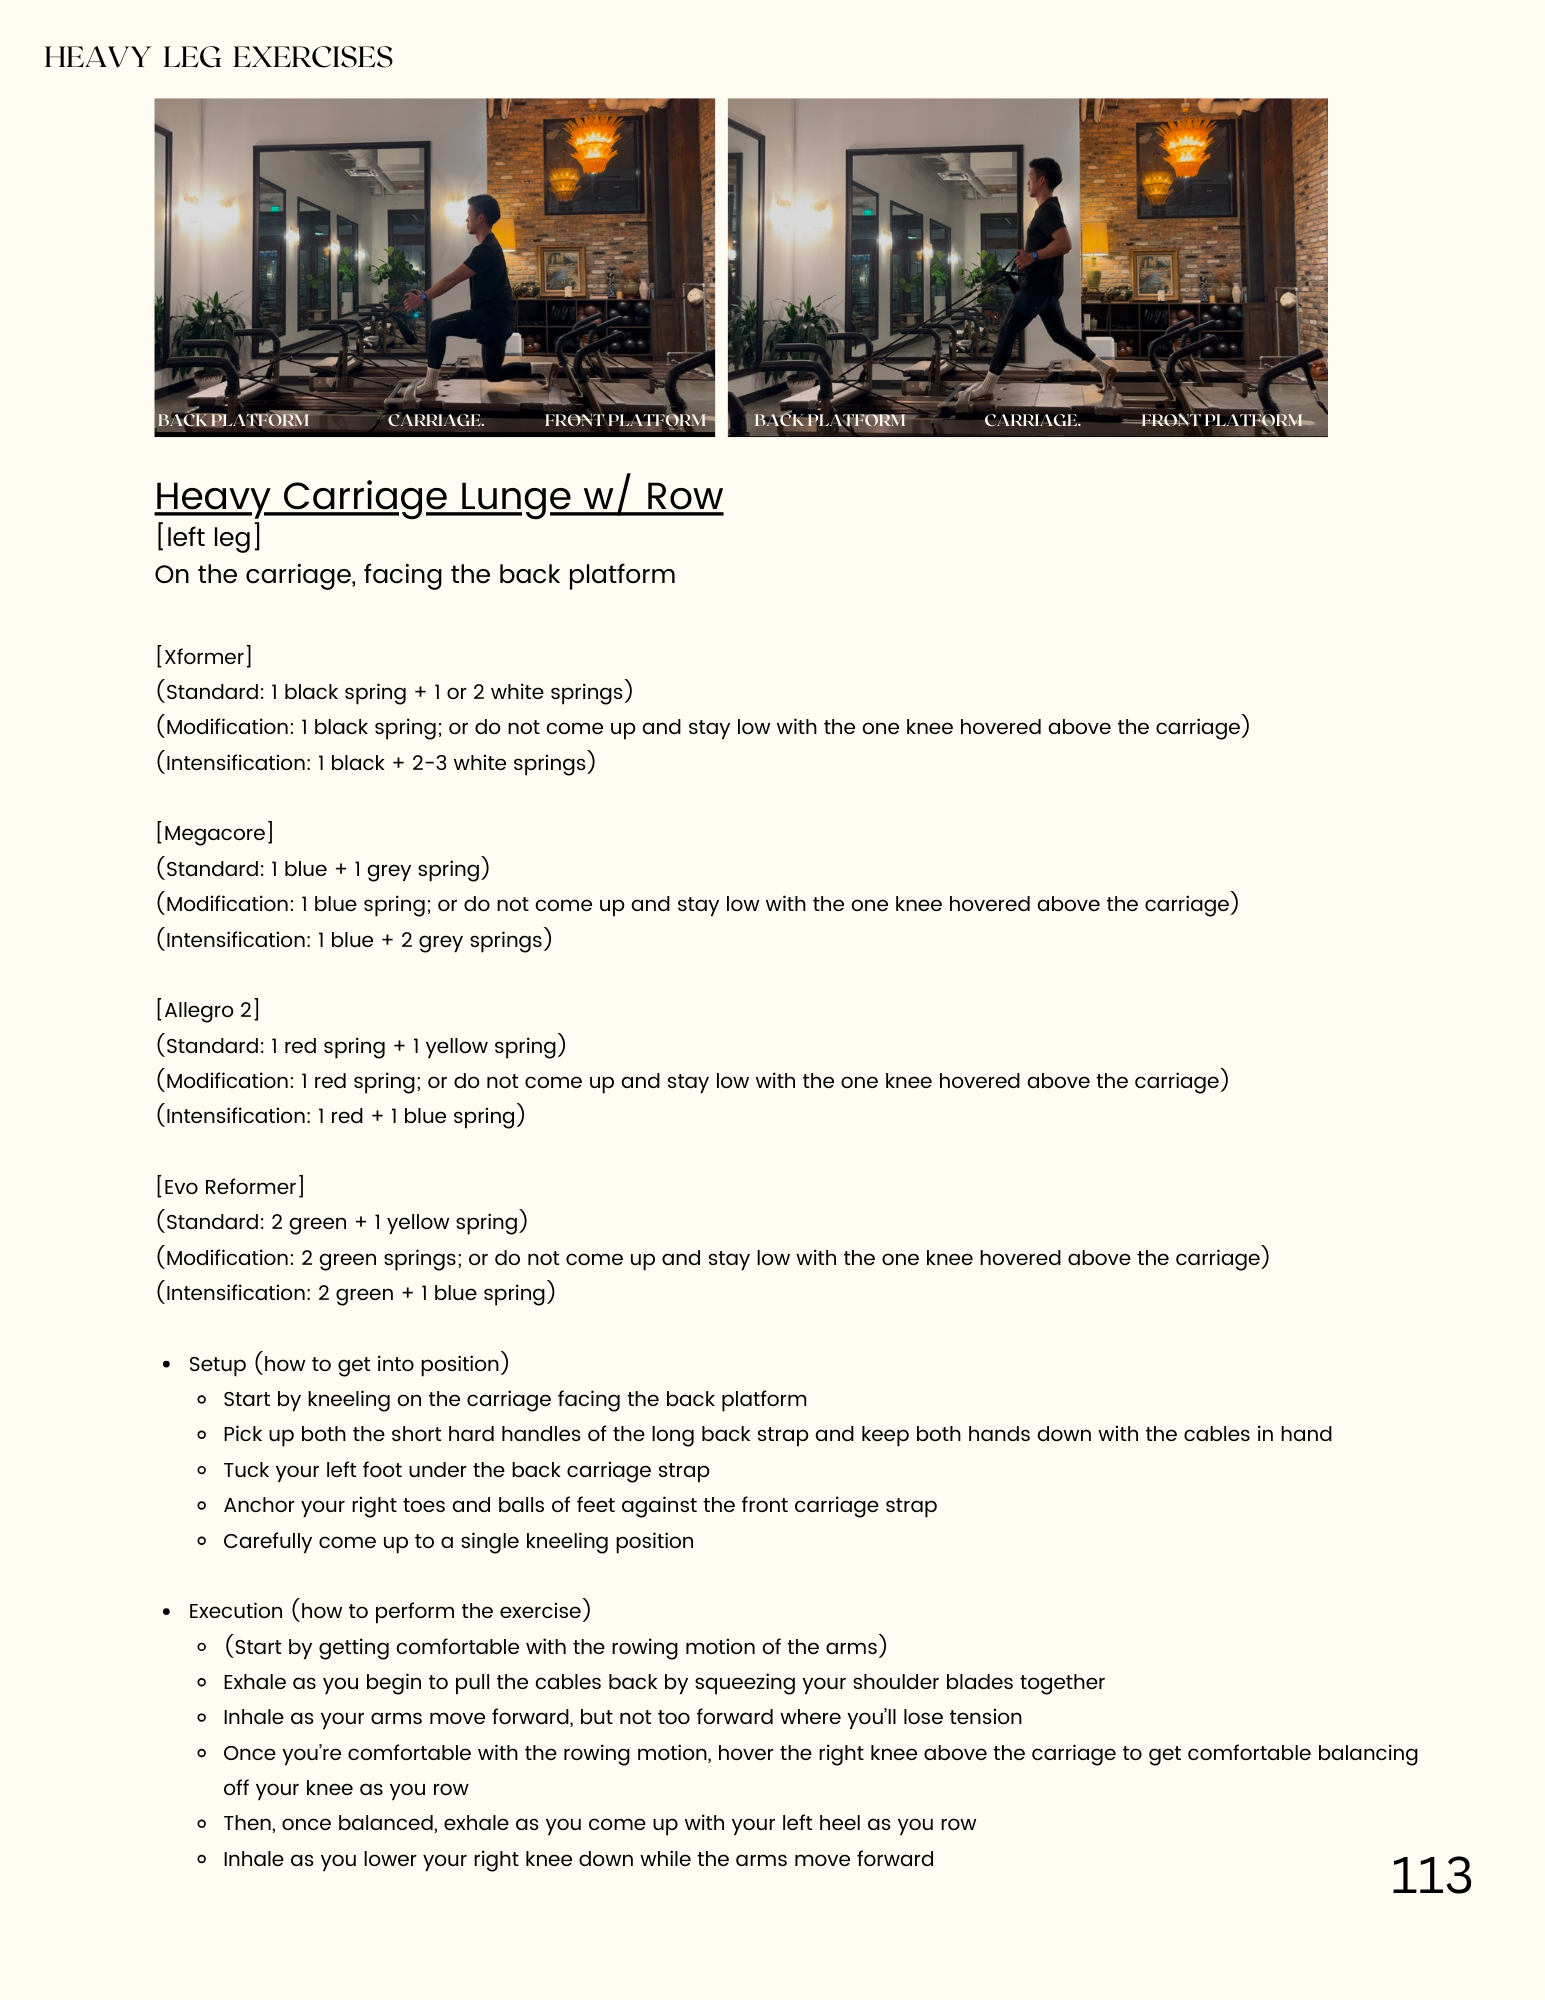 HEAVY LEG EXERCISES
BACK PLATFORM CARRIAGE. FRONT PLATFORM
BACK PLATFORM CARRIAGE. FRONT PLATFORM
Heavy Carriage Lunge w/ Row
[left leg]
On the carriage, facing the back platform
[Xformer]
(Standard: 1 black spring + 1 or 2 white springs)
(Modification: 1 black spring; or do not come up and stay low with the one knee hovered above the carriage)
(Intensification: 1 black + 2-3 white springs)
[Megacore]
(Standard: 1 blue + 1 grey spring)
(Modification: 1 blue spring; or do not come up and stay low with the one knee hovered above the carriage)
(Intensification: 1 blue + 2 grey springs)
[Allegro 2]
(Standard: 1 red spring + 1 yellow spring)
(Modification: 1 red spring; or do not come up and stay low with the one knee hovered above the carriage)
(Intensification: 1 red + 1 blue spring)
[Evo Reformer]
(Standard: 2 green + 1 yellow spring)
(Modification: 2 green springs; or do not come up and stay low with the one knee hovered above the carriage)
(Intensification: 2 green + 1 blue spring)
• Setup (how to get into position)
◦ Start by kneeling on the carriage facing the back platform
◦ Pick up both the short hard handles of the long back strap and keep both hands down with the cables in hand
◦ Tuck your left foot under the back carriage strap
◦ Anchor your right toes and balls of feet against the front carriage strap
◦ Carefully come up to a single kneeling position
• Execution (how to perform the exercise)
◦ (Start by getting comfortable with the rowing motion of the arms)
◦ Exhale as you begin to pull the cables back by squeezing your shoulder blades together
◦ Inhale as your arms move forward, but not too forward where you'll lose tension
◦ Once you're comfortable with the rowing motion, hover the right knee above the carriage to get comfortable balancing
off your knee as you row
◦ Then, once balanced, exhale as you come up with your left heel as you row
◦ Inhale as you lower your right knee down while the arms move forward
113